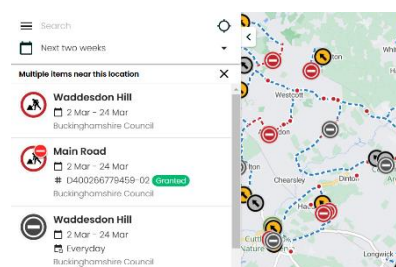 Search
Next two weeks
Multiple items near this location
Waddesdon Hill
2 Mar - 24 Mar
Buckinghamshire Council
Main Road
2 Mar - 24 Mar
# D400266779459-02 Granted
Buckinghamshire Council
Waddesdon Hill
2 Mar - 24 Mar
Everyday
Buckinghamshire Council
Westcott
Chearsley
Dinton
Longwick